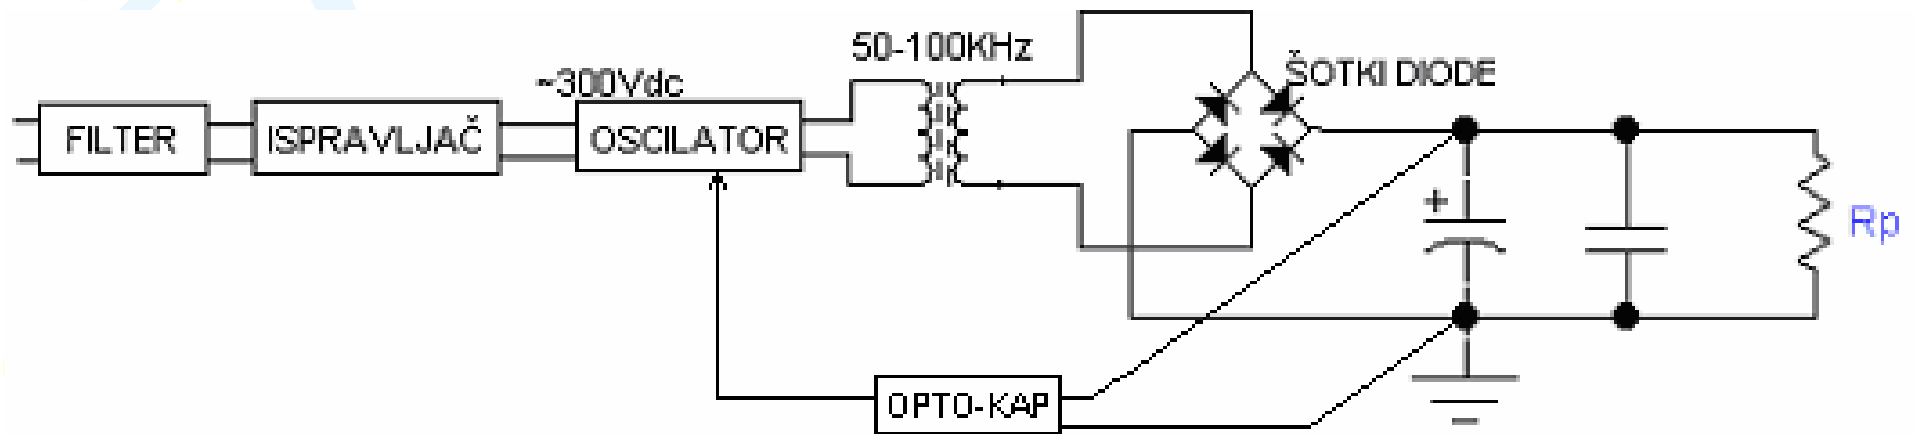 50-100KHz
ŠOTKI DIODE
~300Vdc
FILTER
ISPRAVLJAČ
OSCILATOR
+
Rp
OPTO-KAP